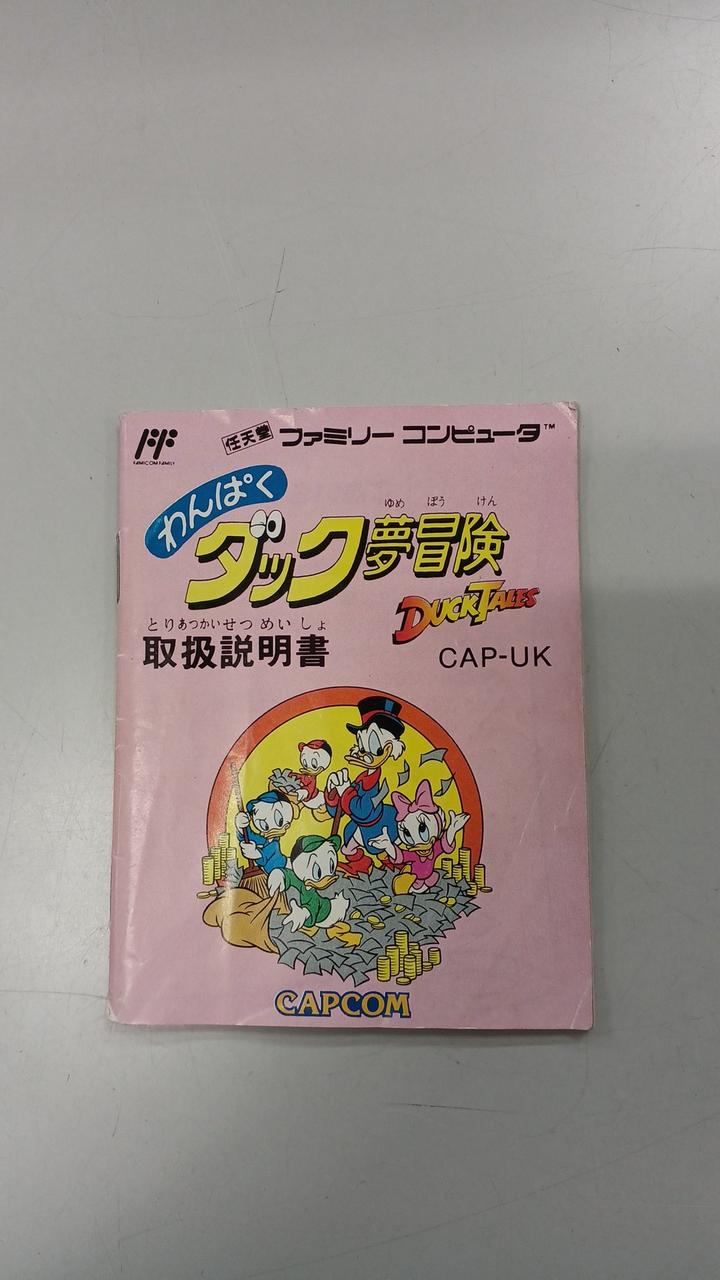 FAMICOM FAMILY
任天堂 ファミリー コンピュータ™
わんぱく
ゆめ ぼう けん
ダック夢冒険
DUCKTALES
とりあつかいせつ めい しょ
取扱説明書
CAP-UK
CAPCOM